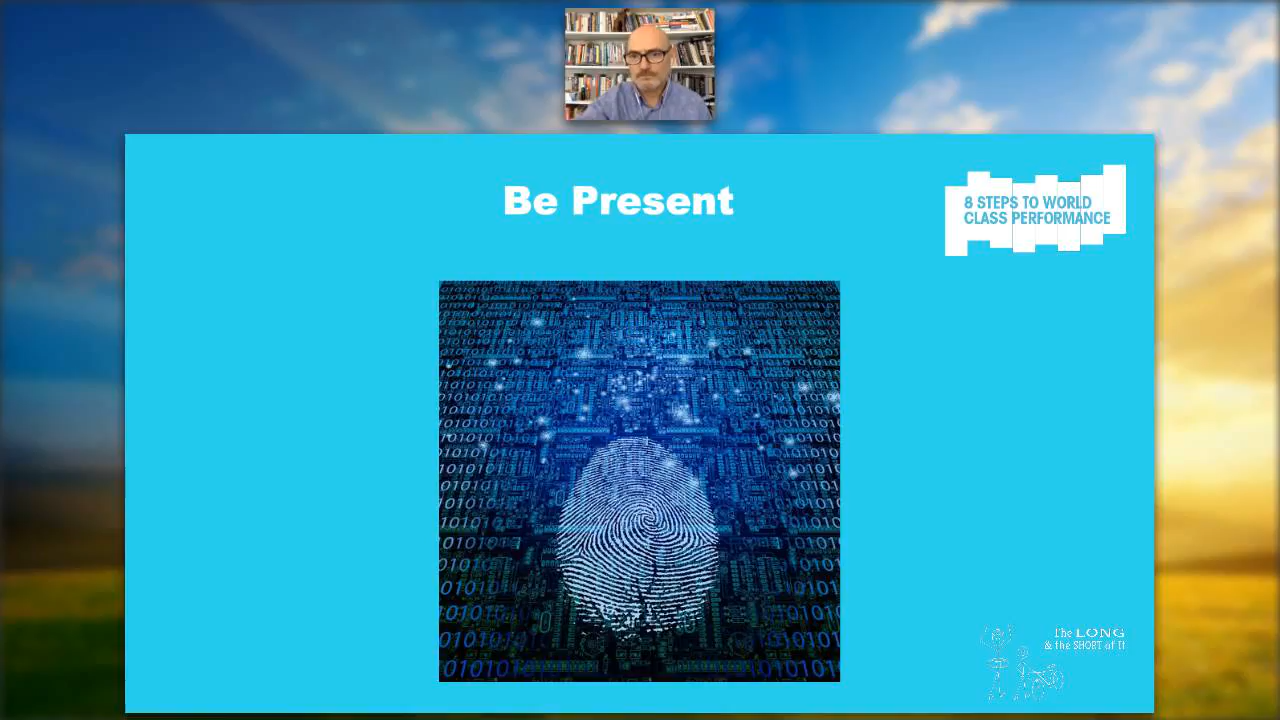 Be Present
8 STEPS TO WORLD
CLASS PERFORMANCE
The LONG
& the SHORT of IT